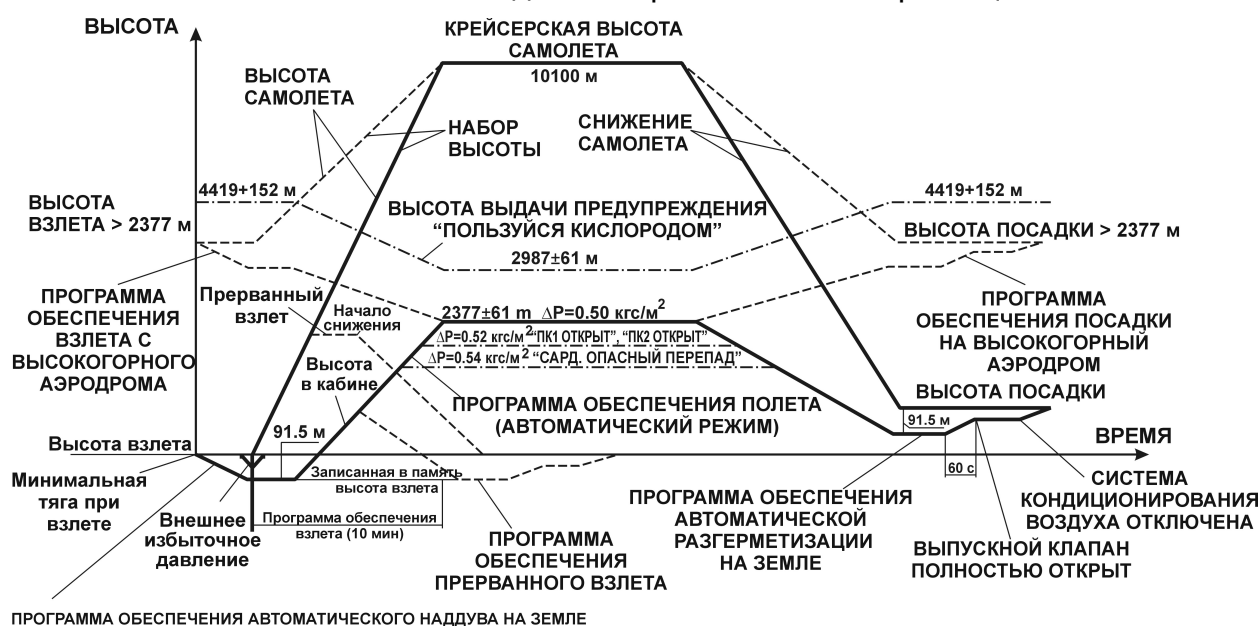 ВЫСОТА
КРЕЙСЕРСКАЯ ВЫСОТА
САМОЛЕТА
10100 м
ВЫСОТА
САМОЛЕТА
НАБОР
ВЫСОТЫ
СНИЖЕНИЕ
САМОЛЕТА
4419+152 м
4419+152 м
ВЫСОТА
ВЗЛЕТА > 2377 м
ВЫСОТА ВЫДАЧИ ПРЕДУПРЕЖДЕНИЯ
“ПОЛЬЗУЙСЯ КИСЛОРОДОМ”
2987±61 м
ВЫСОТА ПОСАДКИ > 2377 м
ПРОГРАММА
ОБЕСПЕЧЕНИЯ
ВЗЛЕТА С
ВЫСОКОГОРНОГО
АЭРОДРОМА
Прерванный
взлет
Начало
снижения
2377±61 m ΔP=0.50 кгс/м²
ΔP=0.52 кгс/м² “ПК1 ОТКРЫТ”, “ПК2 ОТКРЫТ”
ΔP=0.54 кгс/м² “САРД. ОПАСНЫЙ ПЕРЕПАД”
ПРОГРАММА
ОБЕСПЕЧЕНИЯ ПОСАДКИ
НА ВЫСОКОГОРНЫЙ
АЭРОДРОМ
Высота
в кабине
ПРОГРАММА ОБЕСПЕЧЕНИЯ ПОЛЕТА
(АВТОМАТИЧЕСКИЙ РЕЖИМ)
ВЫСОТА ПОСАДКИ
91.5 м
91.5 м
Высота взлета
ВРЕМЯ
60 с
Минимальная
тяга при
взлете
Записанная в память
высота взлета
Внешнее
избыточное
давление
Программа обеспечения
взлета (10 мин)
ПРОГРАММА
ОБЕСПЕЧЕНИЯ
ПРЕРВАННОГО ВЗЛЕТА
ПРОГРАММА ОБЕСПЕЧЕНИЯ
АВТОМАТИЧЕСКОЙ
РАЗГЕРМЕТИЗАЦИИ
НА ЗЕМЛЕ
СИСТЕМА
КОНДИЦИОНИРОВАНИЯ
ВОЗДУХА ОТКЛЮЧЕНА
ВЫПУСКНОЙ КЛАПАН
ПОЛНОСТЬЮ ОТКРЫТ
ПРОГРАММА ОБЕСПЕЧЕНИЯ АВТОМАТИЧЕСКОГО НАДДУВА НА ЗЕМЛЕ